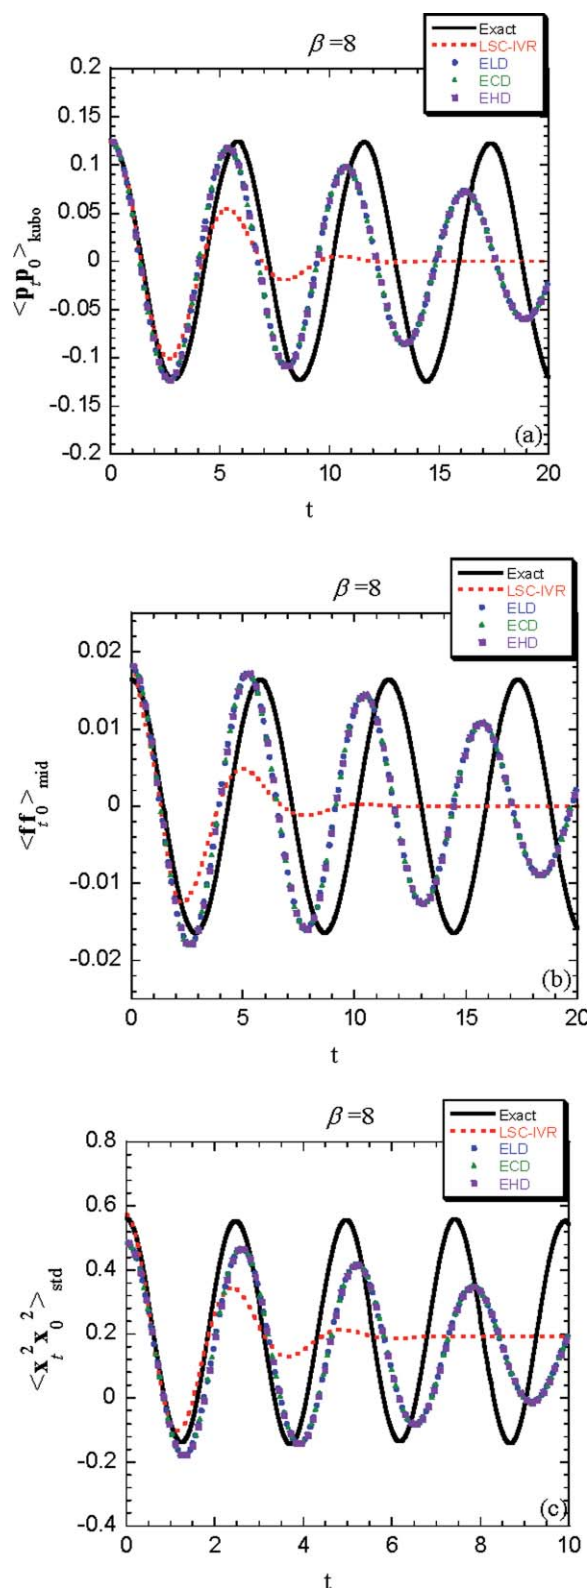 β=8
Exact
LSC-IVR
ELD
ECD
EHD
0.2
0.15
0.1
0.05
0
-0.05
-0.1
-0.15
-0.2
<p_t p_0>_kubo
0 5 10 15 20
(a)
t
β=8
Exact
LSC-IVR
ELD
ECD
EHD
0.02
0.01
0
-0.01
-0.02
<f_t f_0>_mid
0 5 10 15 20
(b)
t
β=8
Exact
LSC-IVR
ELD
ECD
EHD
0.8
0.6
0.4
0.2
0
-0.2
-0.4
<x_t^2 x_0^2>_std
0 2 4 6 8 10
(c)
t